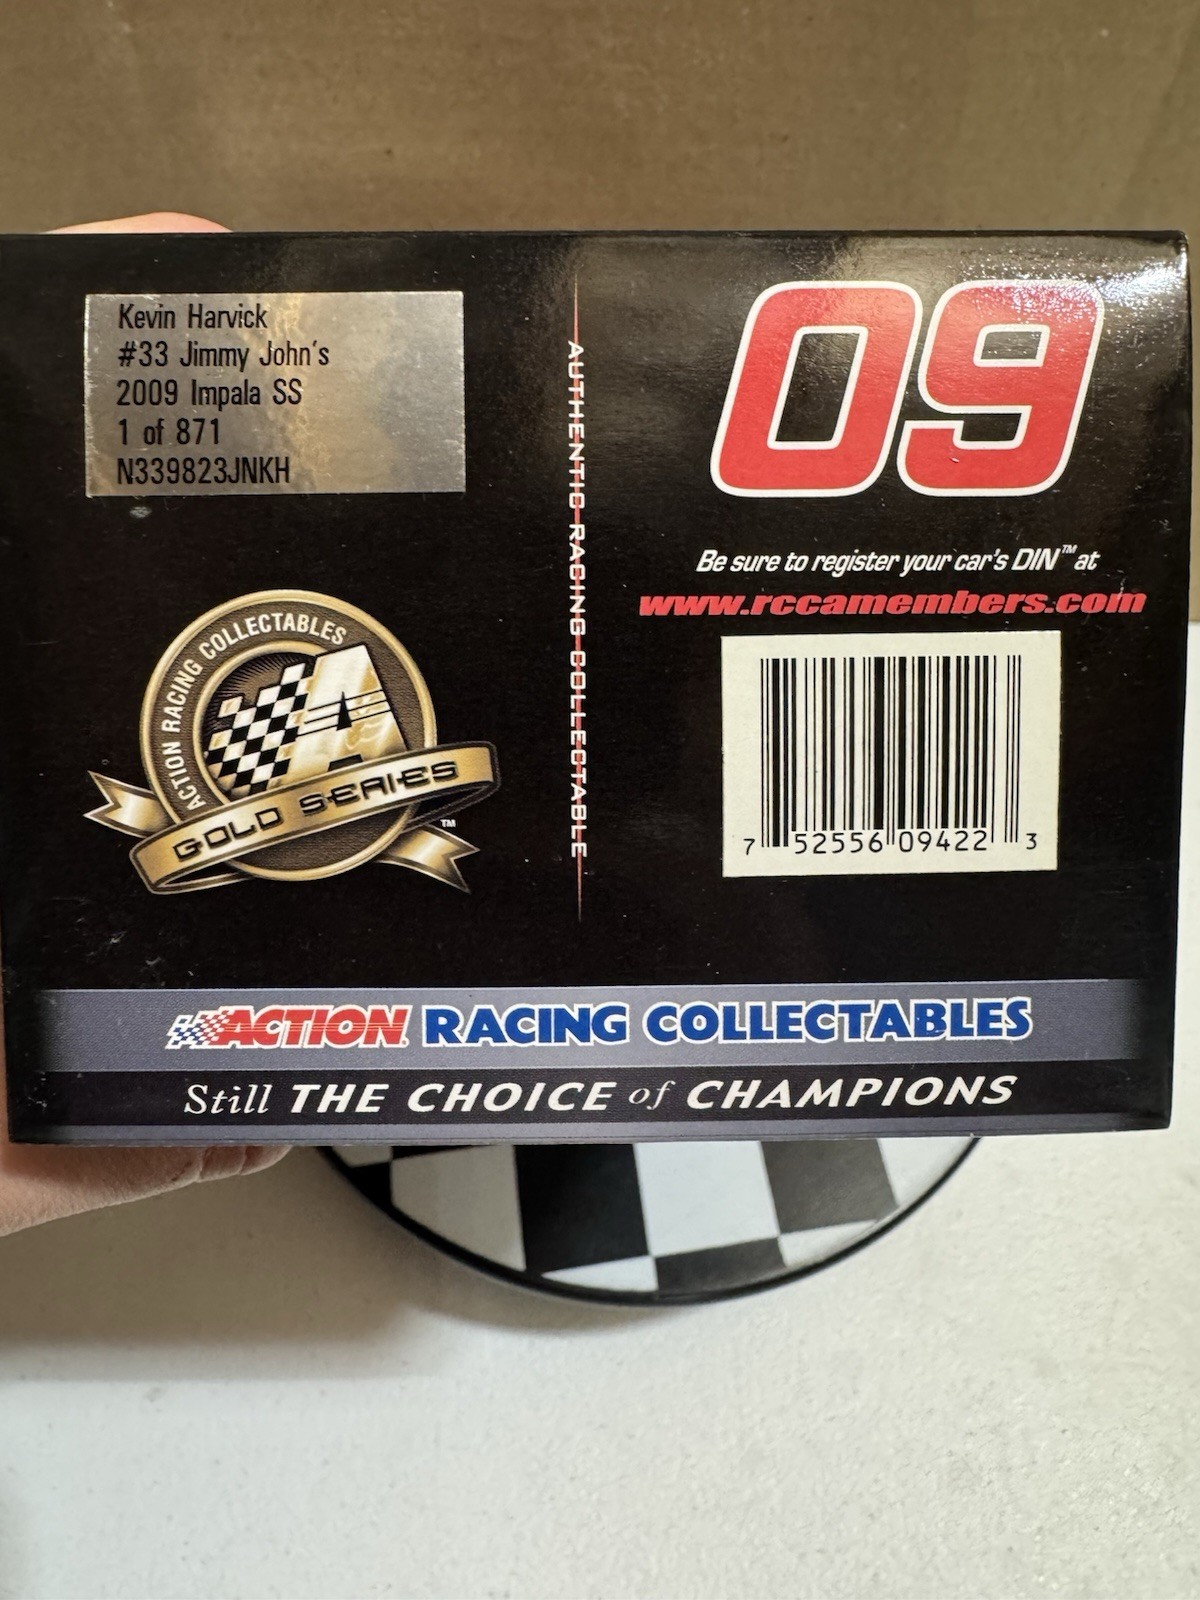 Kevin Harvick
#33 Jimmy John's
2009 Impala SS
1 of 871
N339823JNKH
ACTION RACING COLLECTABLES
A
GOLD SERIES
™
AUTHENTIC RACING COLLECTABLE
09
Be sure to register your car's DIN™ at
www.rccamembers.com
7 52556 09422 3
ACTION RACING COLLECTABLES
Still THE CHOICE of CHAMPIONS